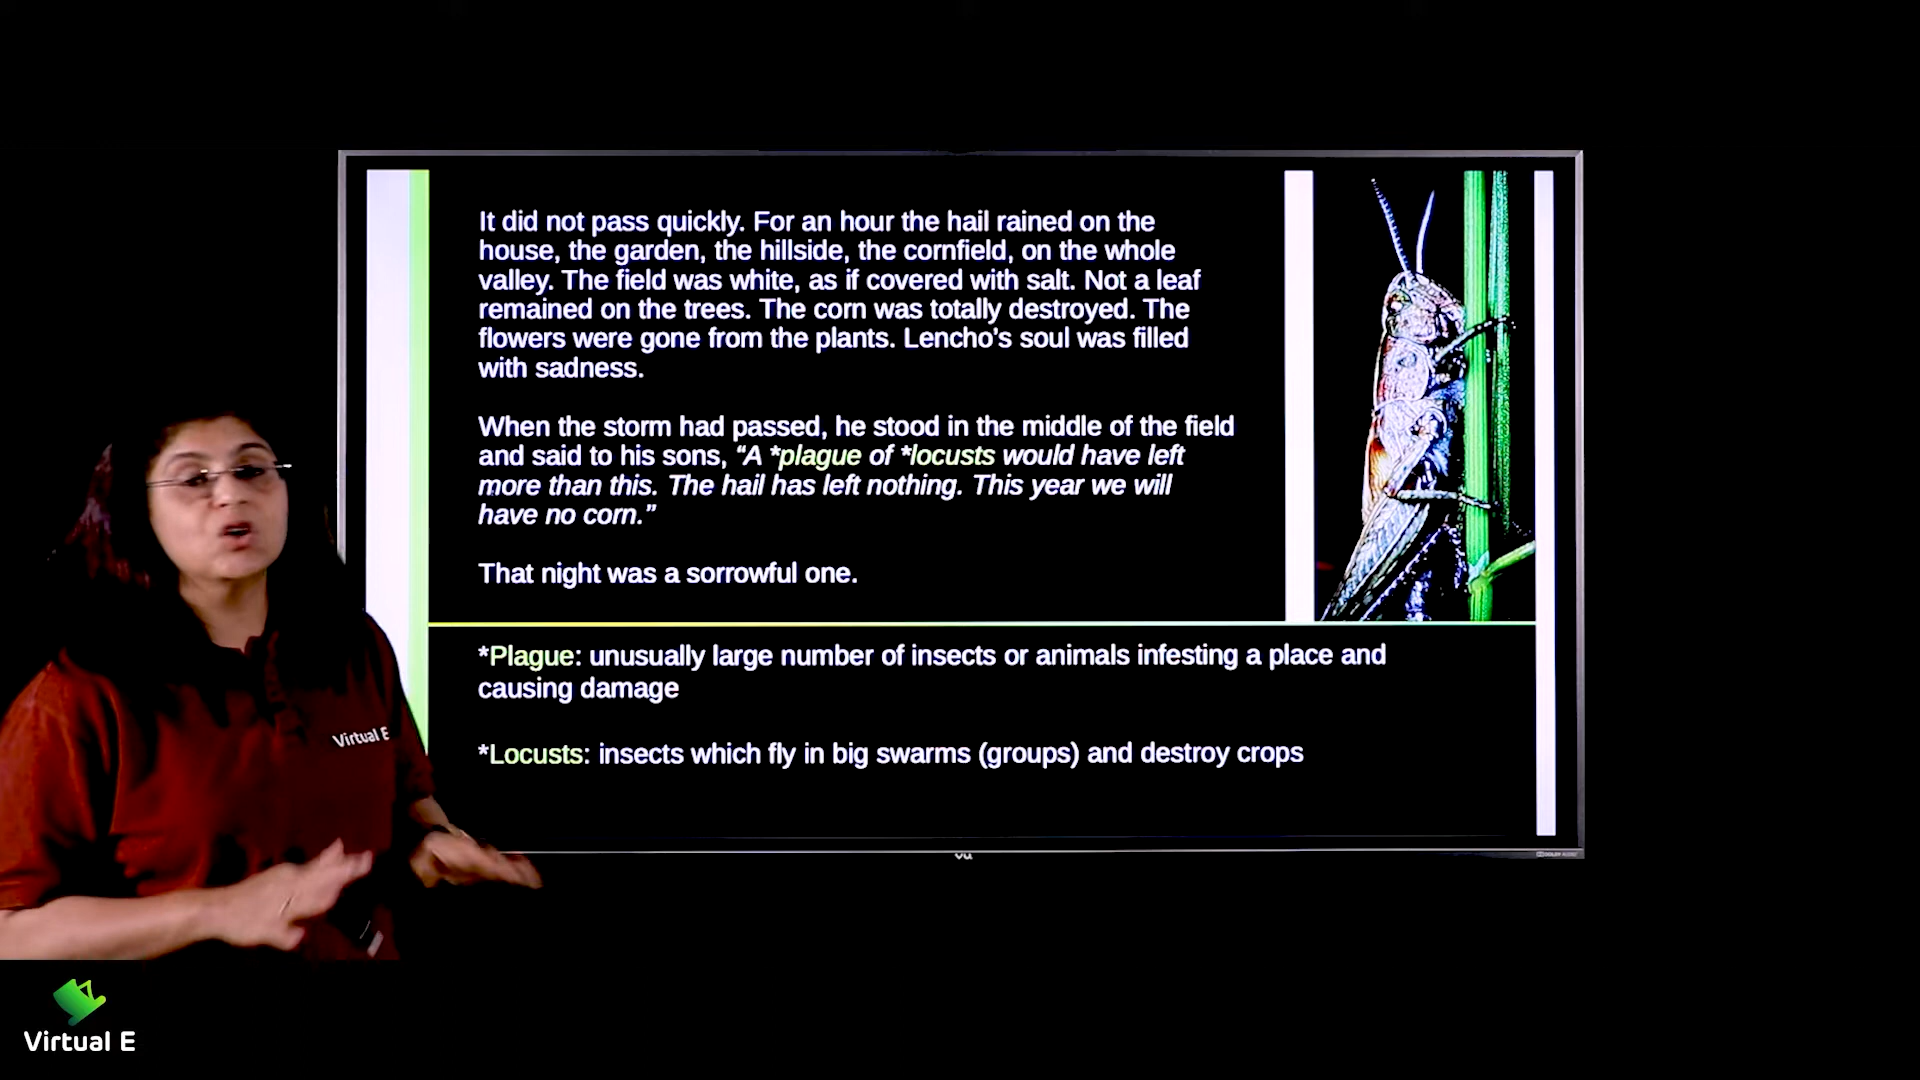 It did not pass quickly. For an hour the hail rained on the
house, the garden, the hillside, the cornfield, on the whole
valley. The field was white, as if covered with salt. Not a leaf
remained on the trees. The corn was totally destroyed. The
flowers were gone from the plants. Lencho’s soul was filled
with sadness.
When the storm had passed, he stood in the middle of the field
and said to his sons, “A *plague of *locusts would have left
more than this. The hail has left nothing. This year we will
have no corn.”
That night was a sorrowful one.
*Plague: unusually large number of insects or animals infesting a place and
causing damage
*Locusts: insects which fly in big swarms (groups) and destroy crops
Virtual E
Vu
Virtual E